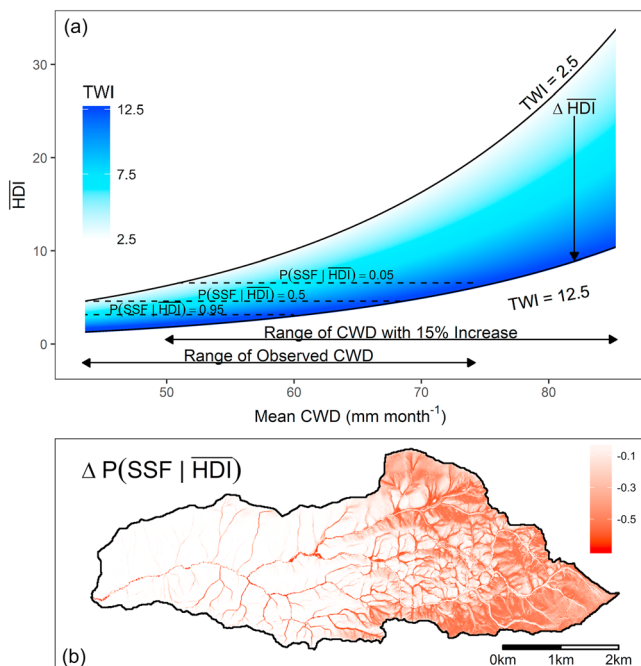 (a)
TWI
12.5
7.5
2.5
TWI = 2.5
Δ HDI
P(SSF | HDI) = 0.05
P(SSF | HDI) = 0.5
P(SSF | HDI) = 0.95
TWI = 12.5
Range of CWD with 15% Increase
Range of Observed CWD
30
20
10
0
HDI
50 60 70 80
Mean CWD (mm month⁻¹)
Δ P(SSF | HDI)
-0.1
-0.5
(b)
0km 1km 2km